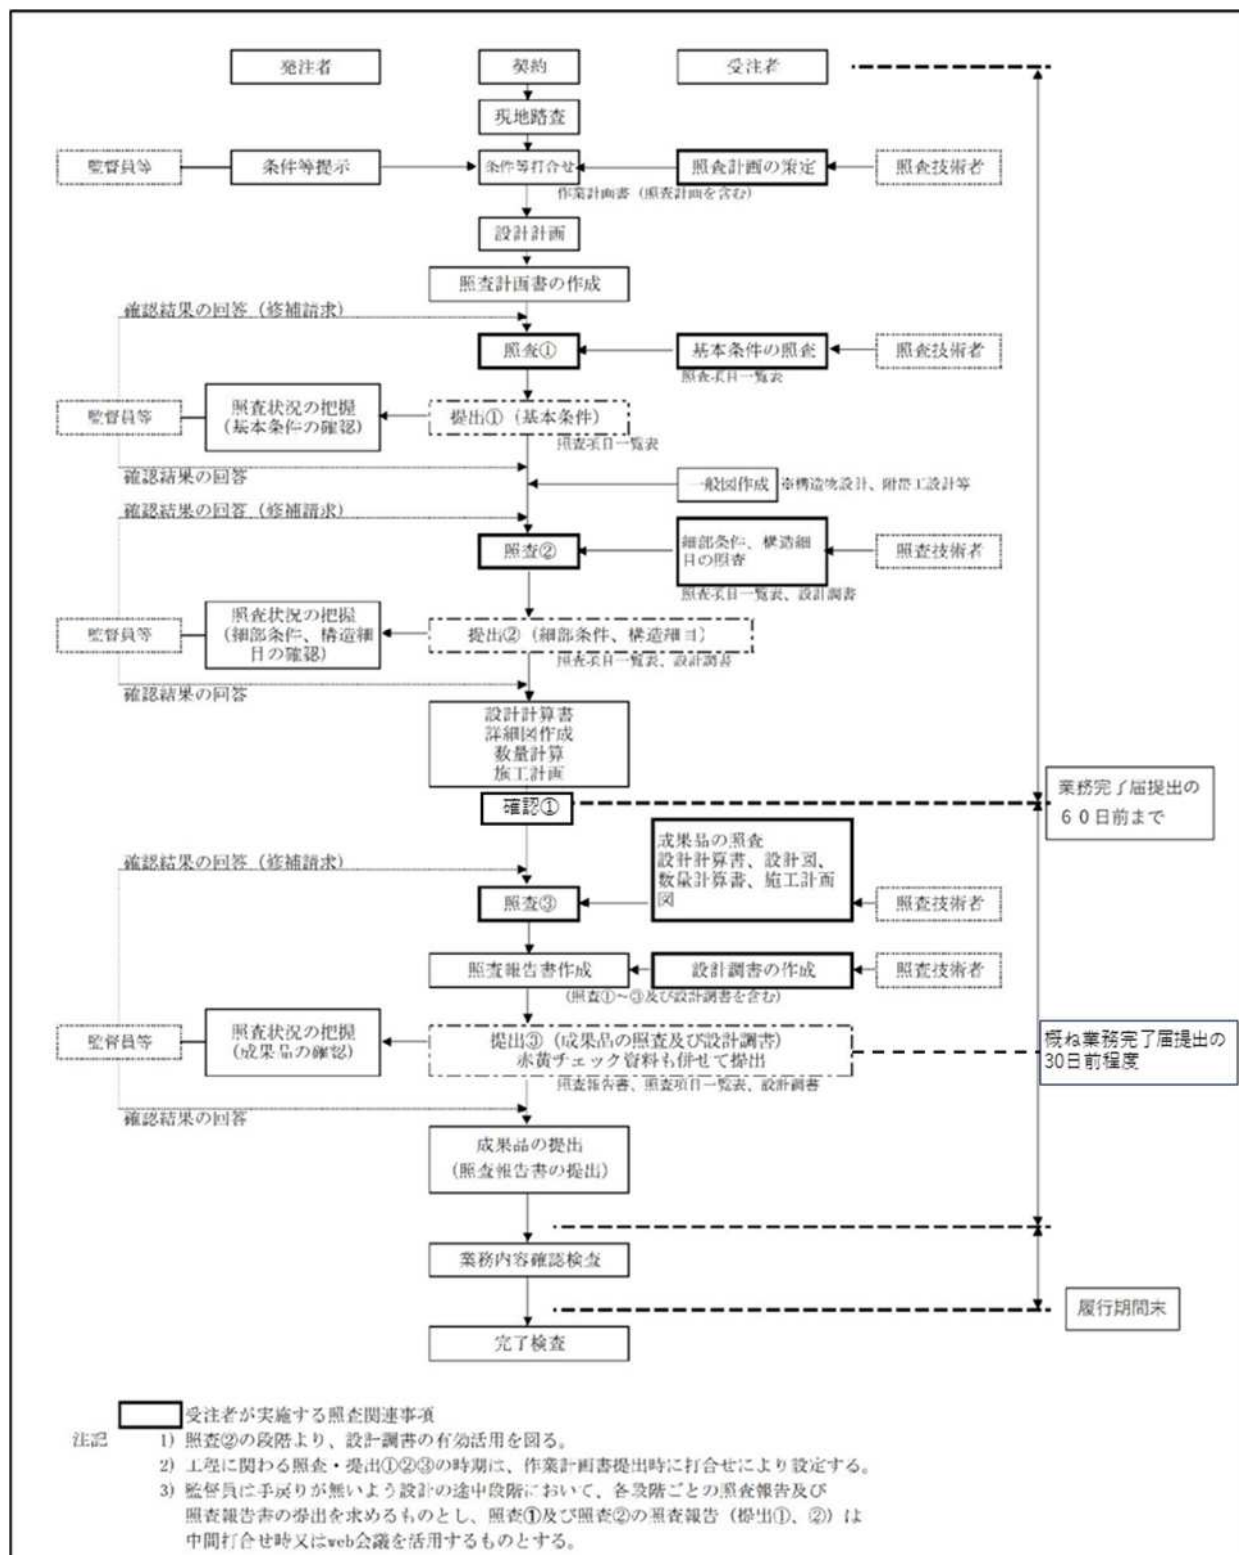 発注者
契約
受注者
現地踏査
監督員等
条件等提示
条件等打合せ
照査計画の策定
照査技術者
作業計画書（照査計画を含む）
設計計画
照査計画書の作成
確認結果の回答（修補請求）
照査①
基本条件の照査
照査技術者
照査項目一覧表
監督員等
照査状況の把握
(基本条件の確認)
提出①（基本条件）
照査項目一覧表
確認結果の回答
一般図作成
※構造物設計、附帯工設計等
確認結果の回答（修補請求）
照査②
細部条件、構造細
目の照査
照査技術者
照査項目一覧表、設計調書
監督員等
照査状況の把握
(細部条件、構造細
目の確認)
提出②（細部条件、構造細目）
照査項目一覧表、設計調書
確認結果の回答
設計計算書
詳細図作成
数量計算
施工計画
確認①
業務完了届提出の
６０日前まで
成果品の照査
設計計算書、設計図、
数量計算書、施工計画
図
確認結果の回答（修補請求）
照査③
照査技術者
照査報告書作成
設計調書の作成
照査技術者
(照査①～③及び設計調書を含む)
監督員等
照査状況の把握
(成果品の確認)
提出③（成果品の照査及び設計調書）
赤黄チェック資料も併せて提出
概ね業務完了届提出の
30日前程度
照査報告書、照査項目一覧表、設計調書
確認結果の回答
成果品の提出
(照査報告書の提出)
業務内容確認検査
履行期間末
完了検査
受注者が実施する照査関連事項
注記 1) 照査②の段階より、設計調書の有効活用を図る。
2) 工程に関わる照査・提出①②③の時期は、作業計画書提出時に打合せにより設定する。
3) 監督員は手戻りが無いよう設計の途中段階において、各段階ごとの照査報告及び
照査報告書の提出を求めるものとし、照査①及び照査②の照査報告（提出①、②）は
中間打合せ時又はweb会議を活用するものとする。